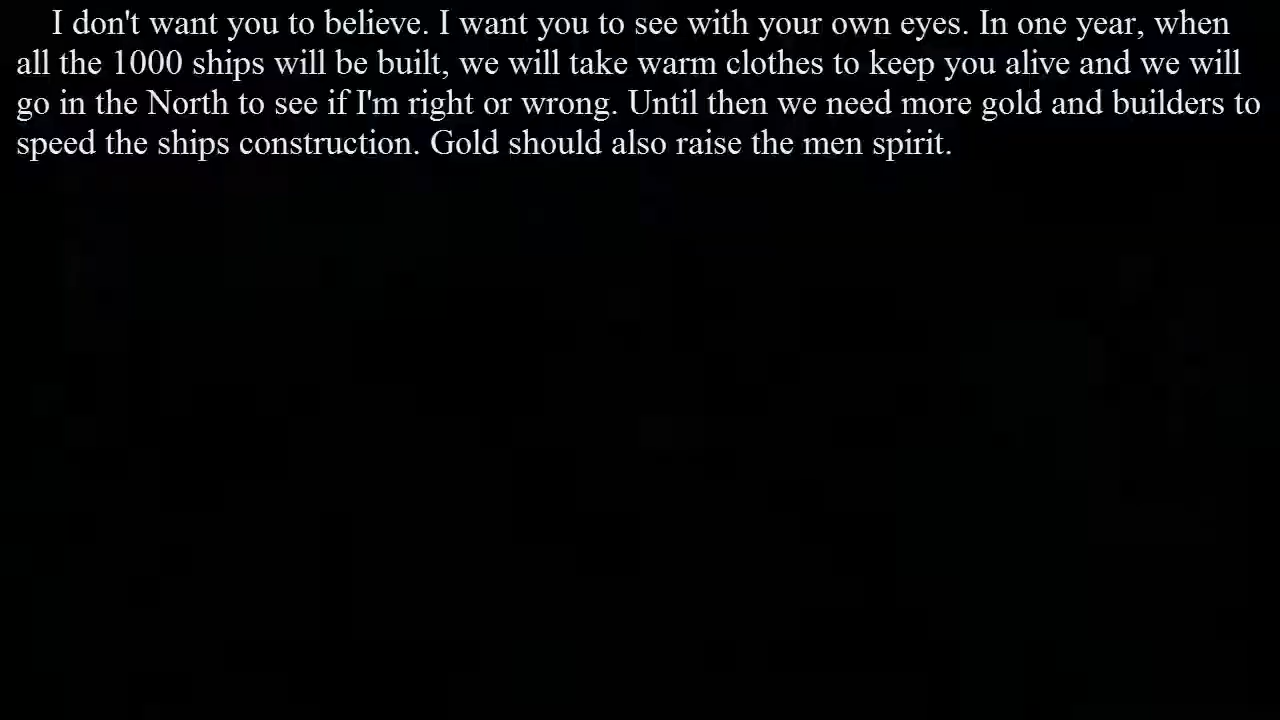 I don't want you to believe. I want you to see with your own eyes. In one year, when
all the 1000 ships will be built, we will take warm clothes to keep you alive and we will
go in the North to see if I'm right or wrong. Until then we need more gold and builders to
speed the ships construction. Gold should also raise the men spirit.